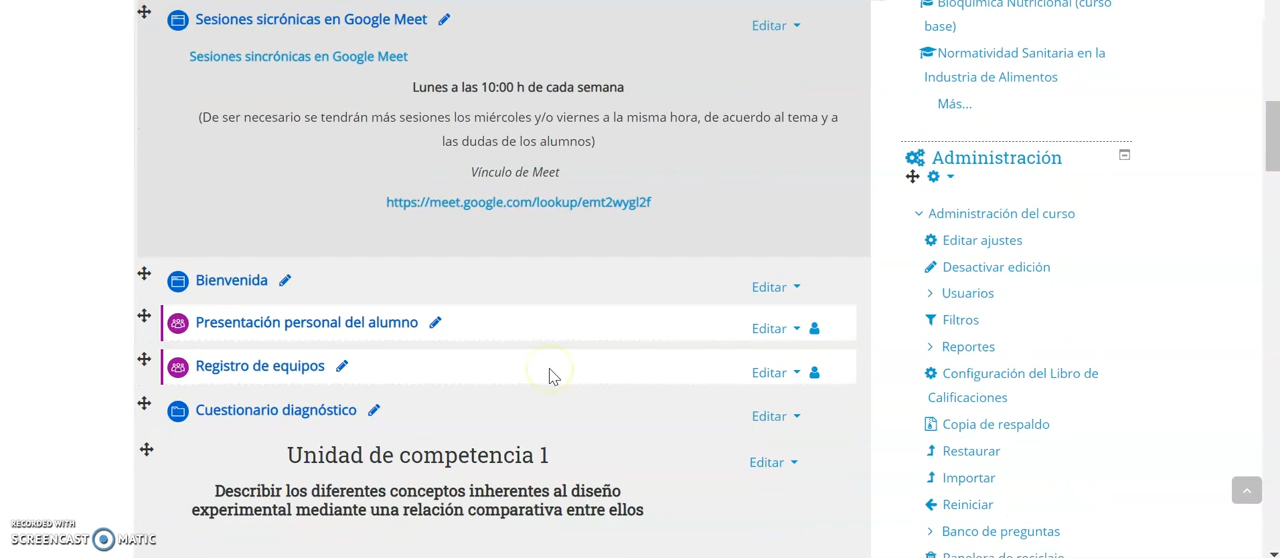 Sesiones sicrónicas en Google Meet
Editar
Sesiones sincrónicas en Google Meet
Lunes a las 10:00 h de cada semana
(De ser necesario se tendrán más sesiones los miércoles y/o viernes a la misma hora, de acuerdo al tema y a
las dudas de los alumnos)
Vínculo de Meet
https://meet.google.com/lookup/emt2wygl2f
Bienvenida
Editar
Presentación personal del alumno
Editar
Registro de equipos
Editar
Cuestionario diagnóstico
Editar
Unidad de competencia 1
Editar
Describir los diferentes conceptos inherentes al diseño
experimental mediante una relación comparativa entre ellos
Bioquímica Nutricional (curso
base)
Normatividad Sanitaria en la
Industria de Alimentos
Más...
Administración
Administración del curso
Editar ajustes
Desactivar edición
Usuarios
Filtros
Reportes
Configuración del Libro de
Calificaciones
Copia de respaldo
Restaurar
Importar
Reiniciar
Banco de preguntas
Papelera de reciclaje
RECORDED WITH
SCREENCAST MATIC